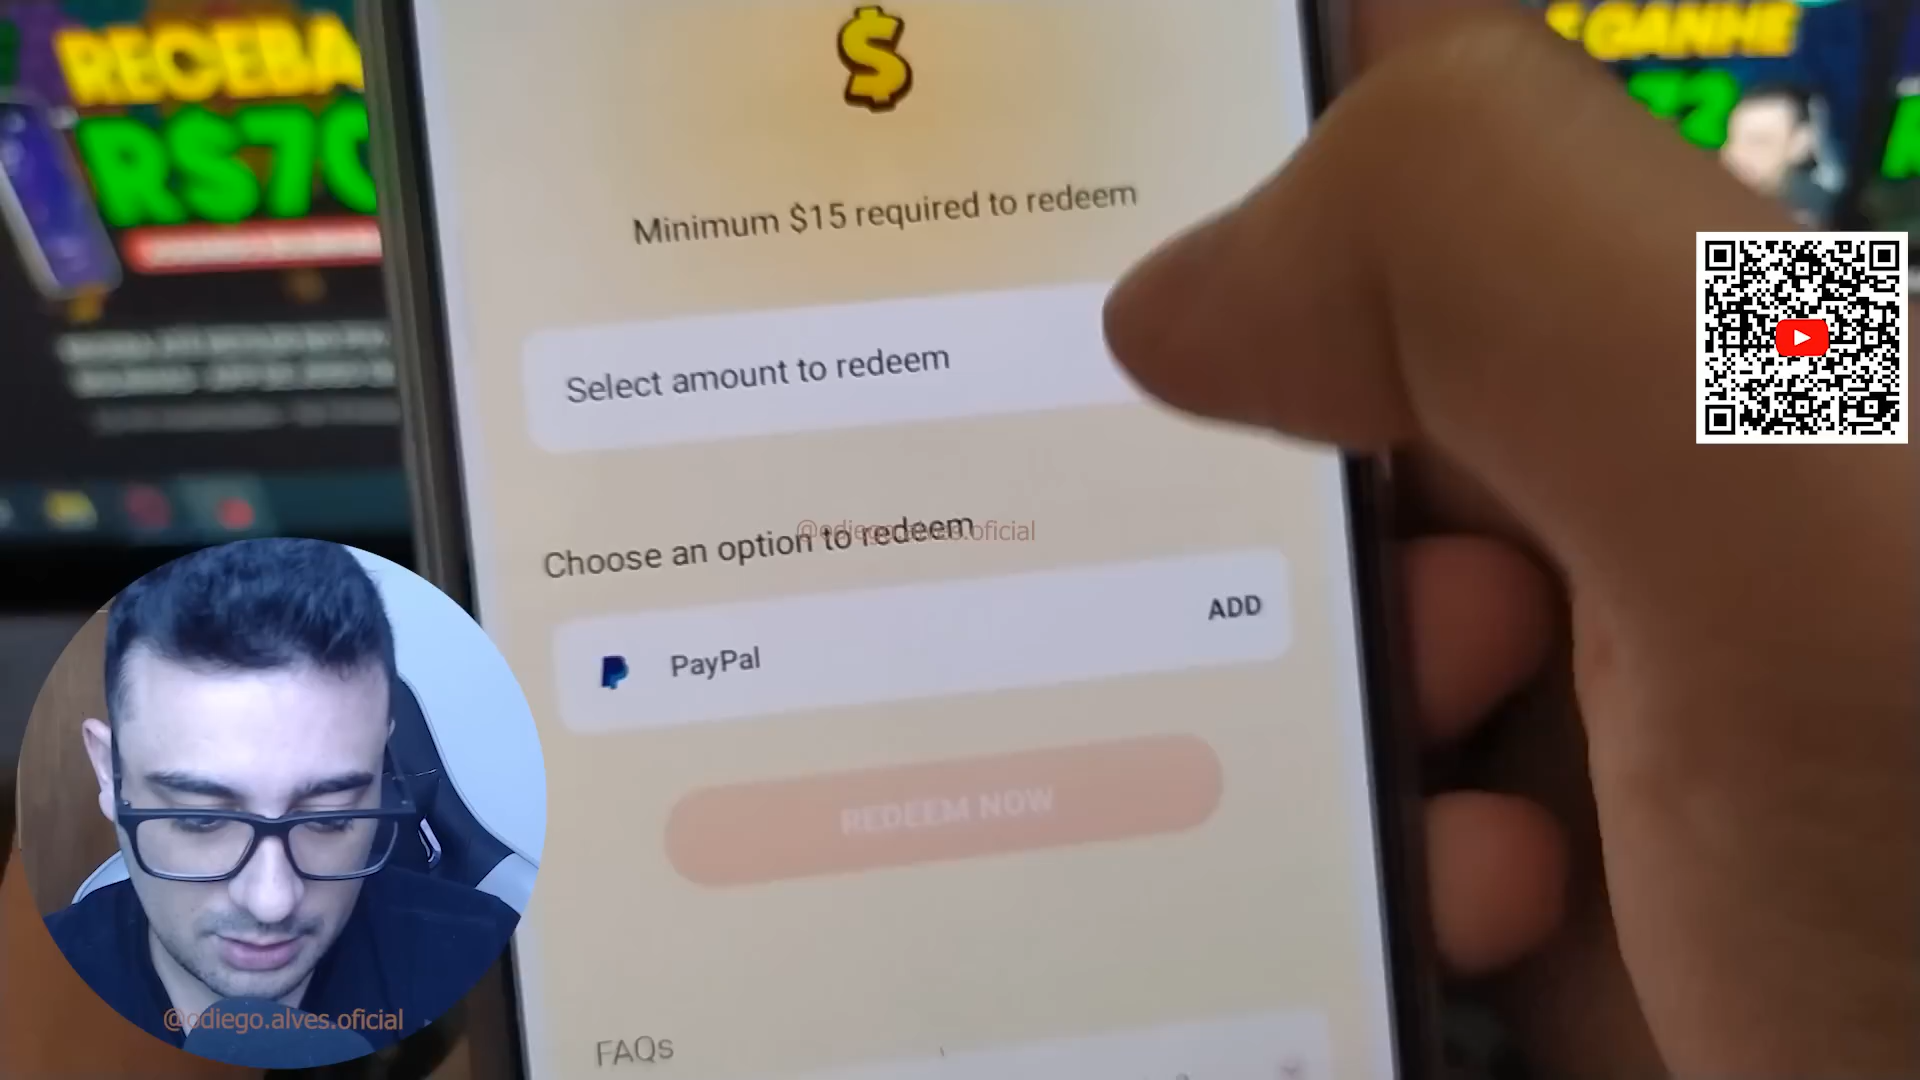 RECEBA
R$70
E GANHE
Minimum $15 required to redeem
Select amount to redeem
Choose an option to redeem
@odiego.alves.oficial
PayPal
ADD
REDEEM NOW
FAQs
@odiego.alves.oficial